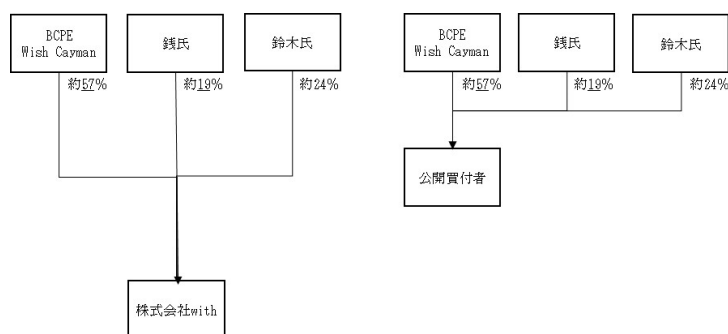 BCPE
Wish Cayman
銭氏
鈴木氏
約57%
約19%
約24%
株式会社with
BCPE
Wish Cayman
銭氏
鈴木氏
約57%
約19%
約24%
公開買付者